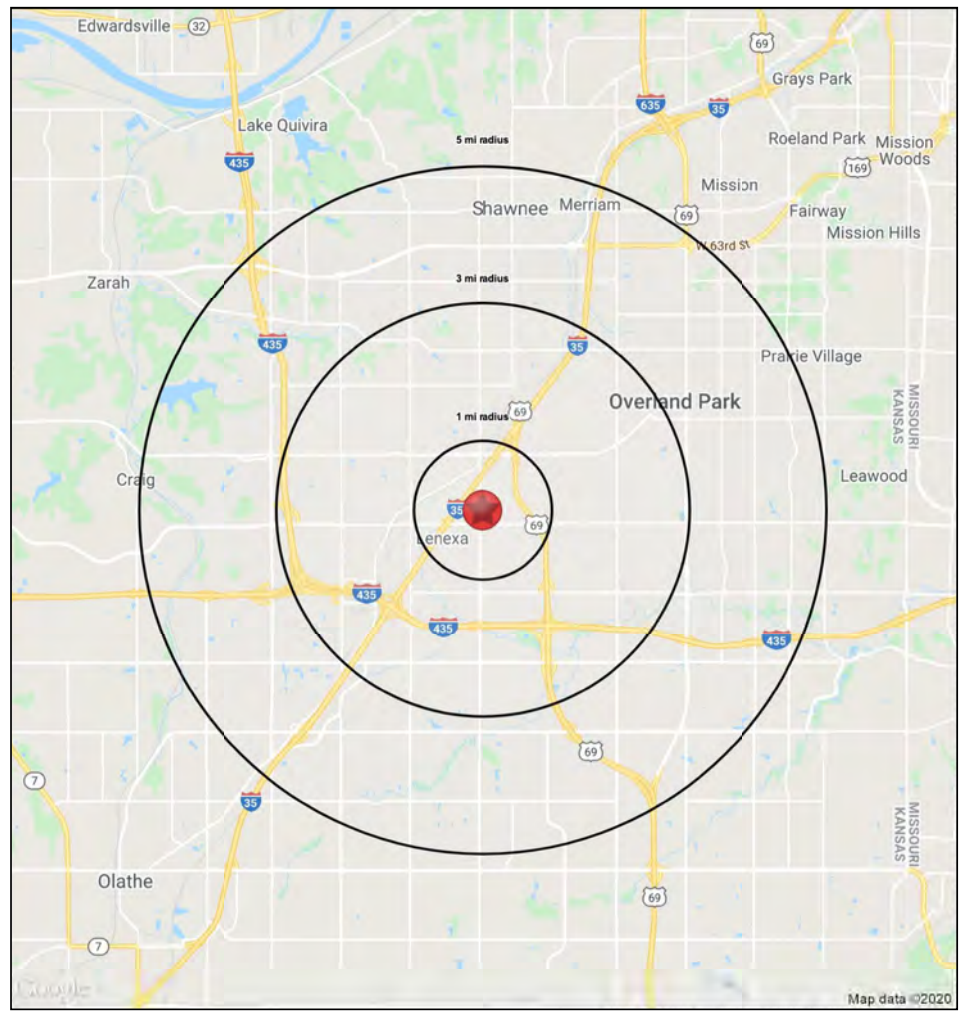 Edwardsville
32
69
Grays Park
635
35
Lake Quivira
5 mi radius
Roeland Park
Mission
Woods
435
169
Mission
Shawnee
Merriam
69
Fairway
W 63rd St
Mission Hills
Zarah
3 mi radius
435
35
Prairie Village
Overland Park
1 mi radius
69
MISSOURI
KANSAS
Craig
Leawood
35
69
Lenexa
435
435
435
69
7
35
MISSOURI
KANSAS
Olathe
69
7
Google
Map data ©2020